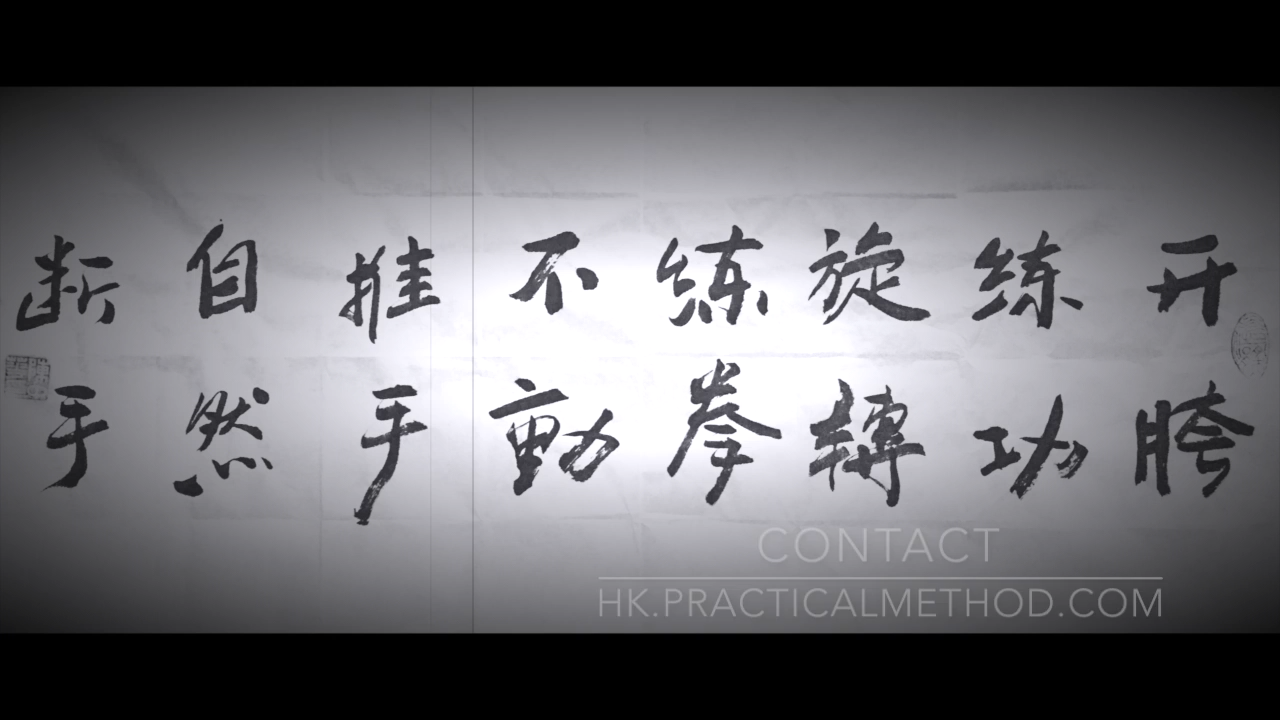 开胯
练功
旋轉
练拳
不動
推手
自然
断手
CONTACT
HK.PRACTICALMETHOD.COM